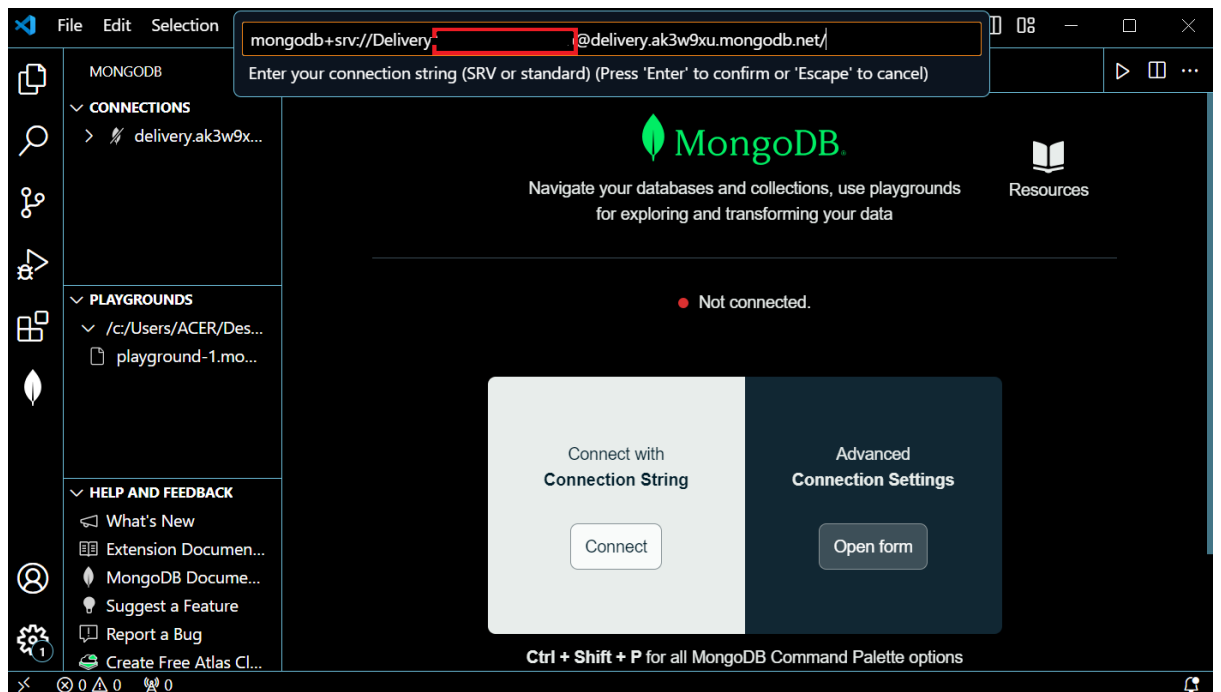 File Edit Selection
mongodb+srv://Delivery @delivery.ak3w9xu.mongodb.net/
Enter your connection string (SRV or standard) (Press 'Enter' to confirm or 'Escape' to cancel)
MONGODB
CONNECTIONS
delivery.ak3w9x...
PLAYGROUNDS
/c:/Users/ACER/Des...
playground-1.mo...
HELP AND FEEDBACK
What's New
Extension Documen...
MongoDB Docume...
Suggest a Feature
Report a Bug
Create Free Atlas Cl...
MongoDB.
Navigate your databases and collections, use playgrounds
for exploring and transforming your data
Resources
Not connected.
Connect with
Connection String
Connect
Advanced
Connection Settings
Open form
Ctrl + Shift + P for all MongoDB Command Palette options
1
0 0 0